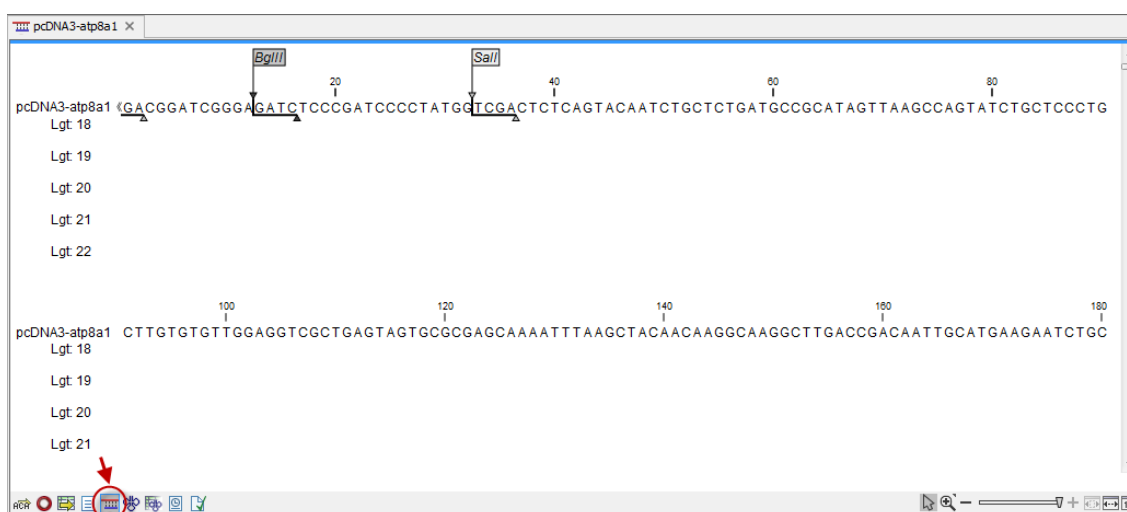 pcDNA3-atp8a1
BglII SalI
20 40 60 80
pcDNA3-atp8a1 «GACGGATCGGGAGATCTCCCGATCCCCTATGGTCGACTCTCAGTACAATCTGCTCTGATGCCGCATAGTTAAGCCAGTATCTGCTCCCTG
Lgt: 18
Lgt: 19
Lgt: 20
Lgt: 21
Lgt: 22
100 120 140 160 180
pcDNA3-atp8a1 CTTGTGTGTTGGAGGTCGCTGAGTAGTGCGCGAGCAAAATTTAAGCTACAACAAGGCAAGGCTTGACCGACAATTGCATGAAGAATCTGC
Lgt: 18
Lgt: 19
Lgt: 20
Lgt: 21